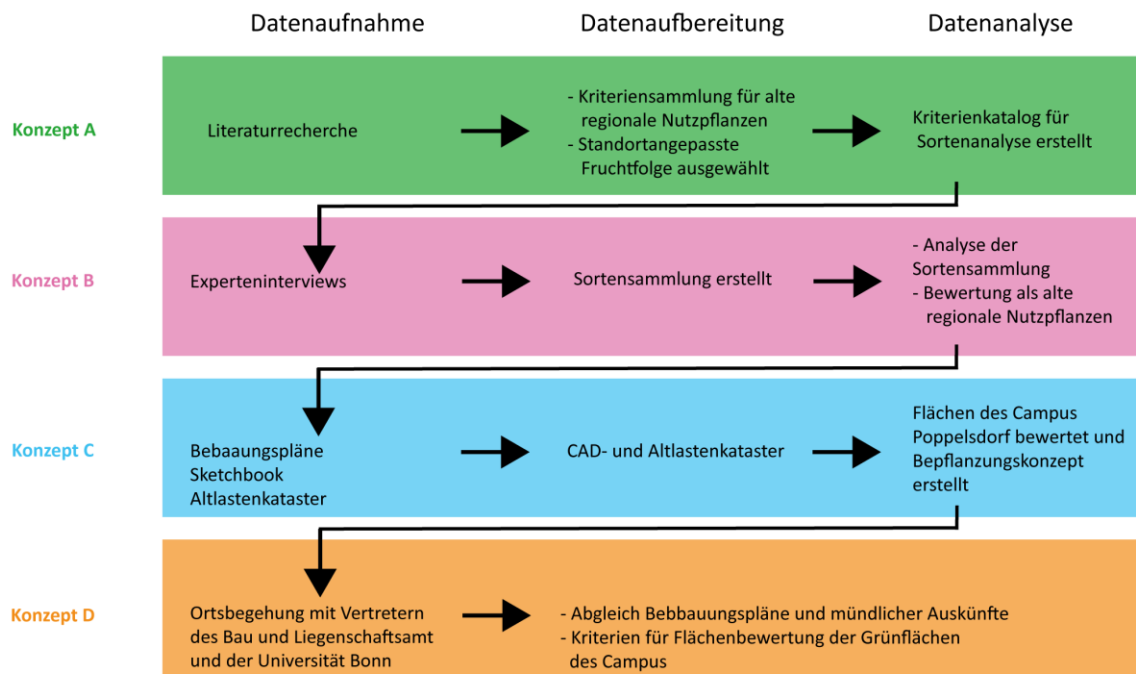 Datenaufnahme
Datenaufbereitung
Datenanalyse
Konzept A
Literaturrecherche
- Kriteriensammlung für alte
regionale Nutzpflanzen
- Standortangepasste
Fruchtfolge ausgewählt
Kriterienkatalog für
Sortenanalyse erstellt
Konzept B
Experteninterviews
Sortensammlung erstellt
- Analyse der
Sortensammlung
- Bewertung als alte
regionale Nutzpflanzen
Konzept C
Bebaaungspläne
Sketchbook
Altlastenkataster
CAD- und Altlastenkataster
Flächen des Campus
Poppelsdorf bewertet und
Bepflanzungskonzept
erstellt
Konzept D
Ortsbegehung mit Vertretern
des Bau und Liegenschaftsamt
und der Universität Bonn
- Abgleich Bebbauungspläne und mündlicher Auskünfte
- Kriterien für Flächenbewertung der Grünflächen
des Campus